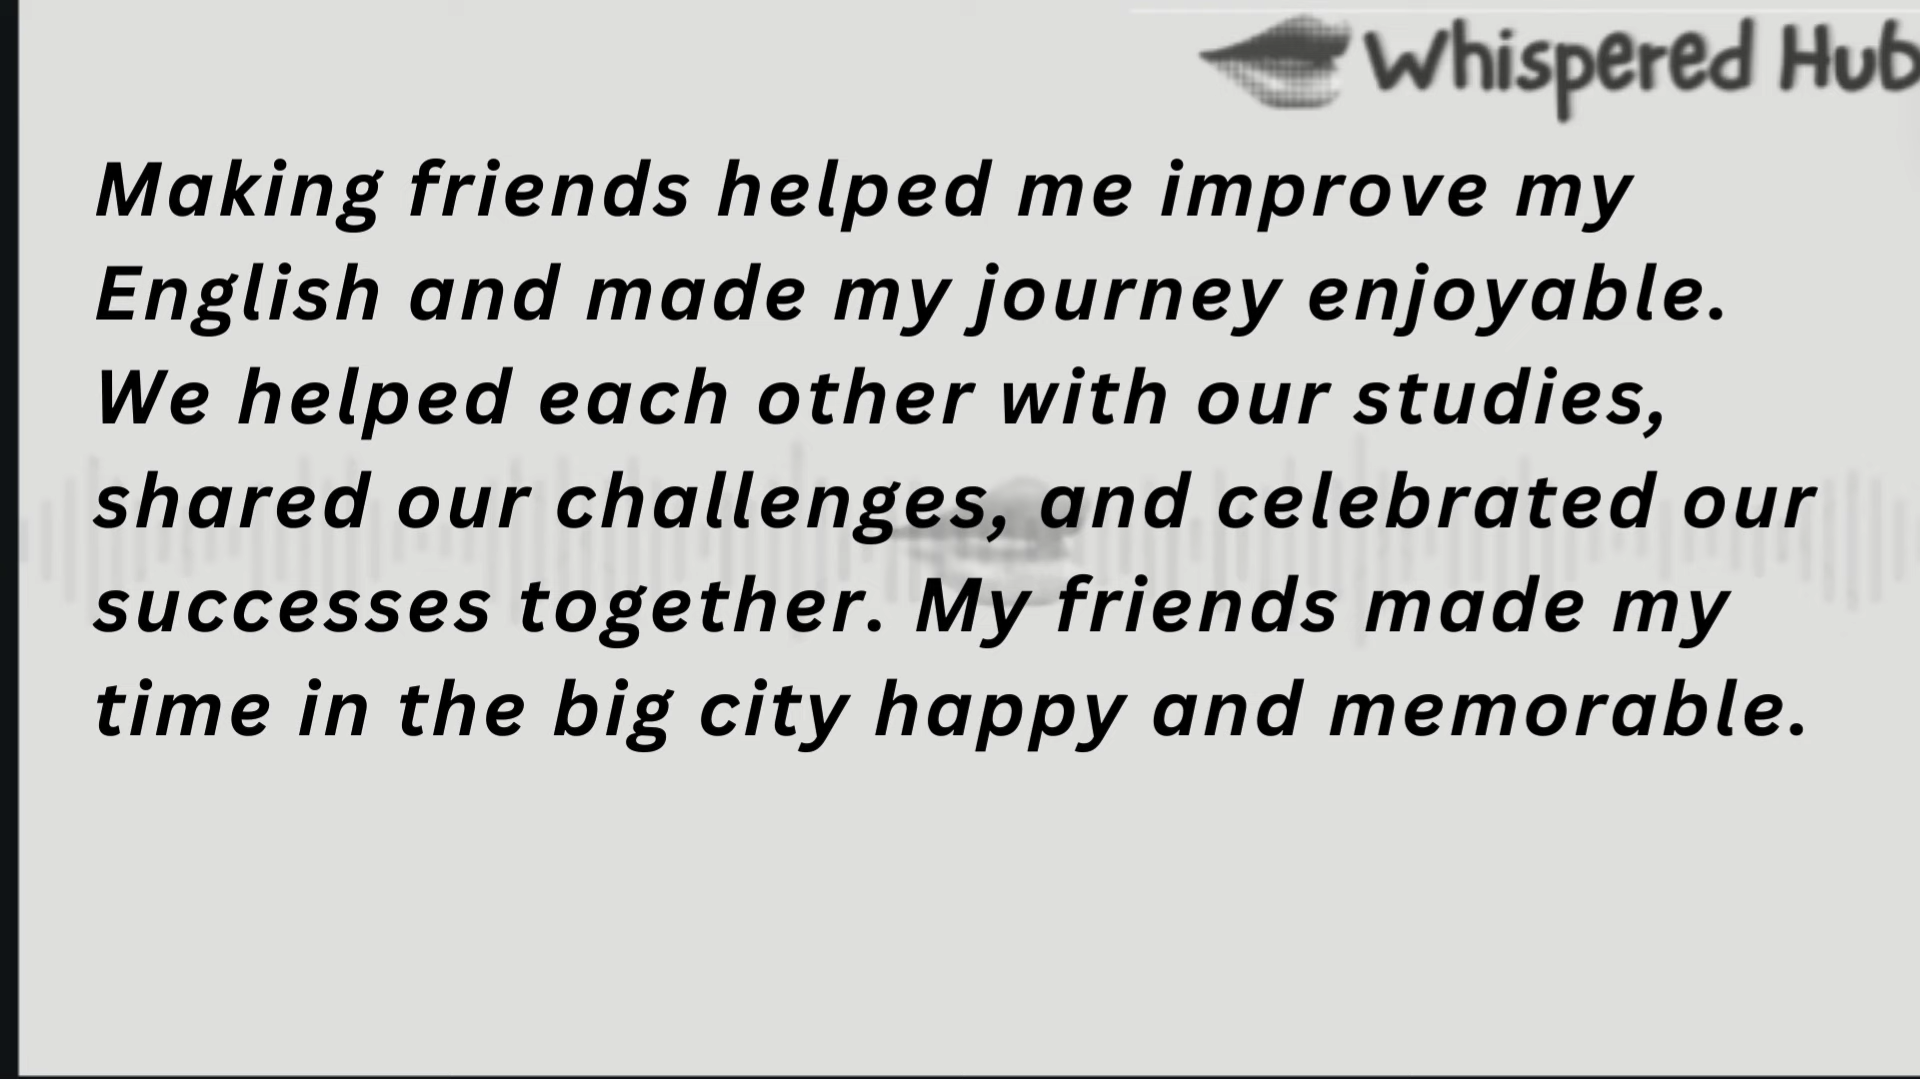 Whispered Hub
Making friends helped me improve my
English and made my journey enjoyable.
We helped each other with our studies,
shared our challenges, and celebrated our
successes together. My friends made my
time in the big city happy and memorable.